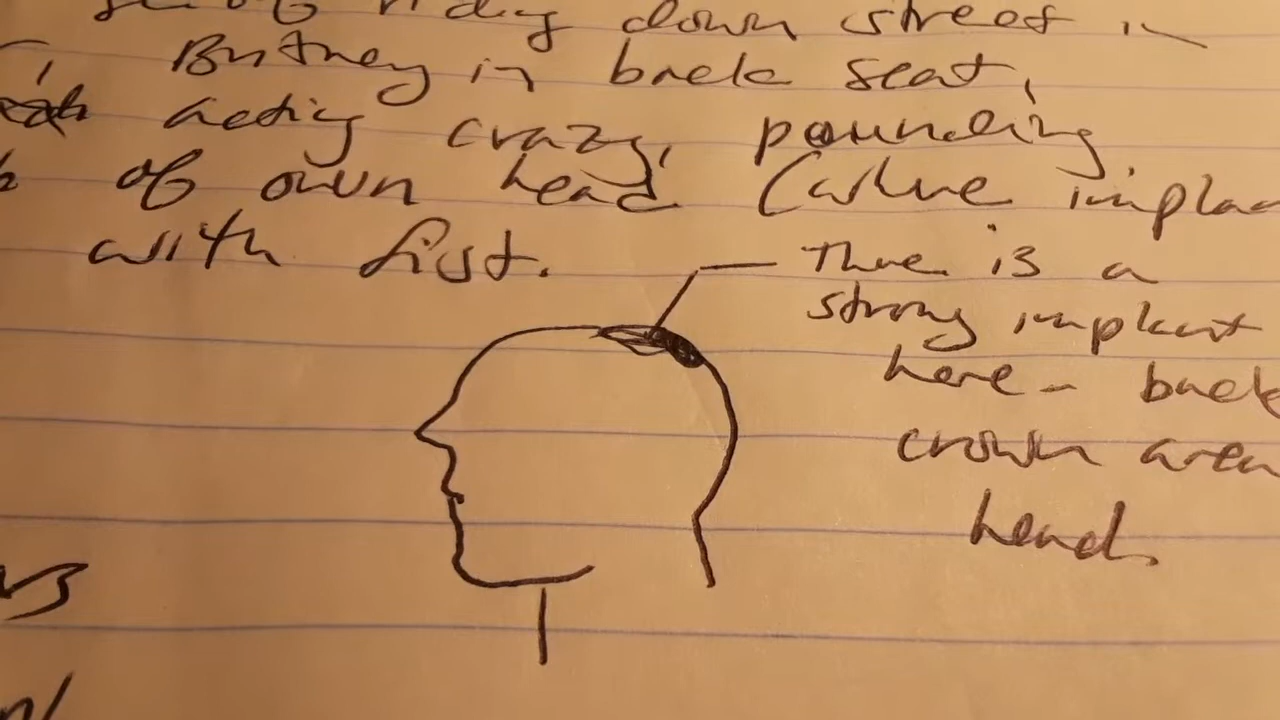 riding down street in
Britney in back seat,
acting crazy, pounding
of own head (where implan
with fist.
There is a
strong implant
here - back
crown area
head.